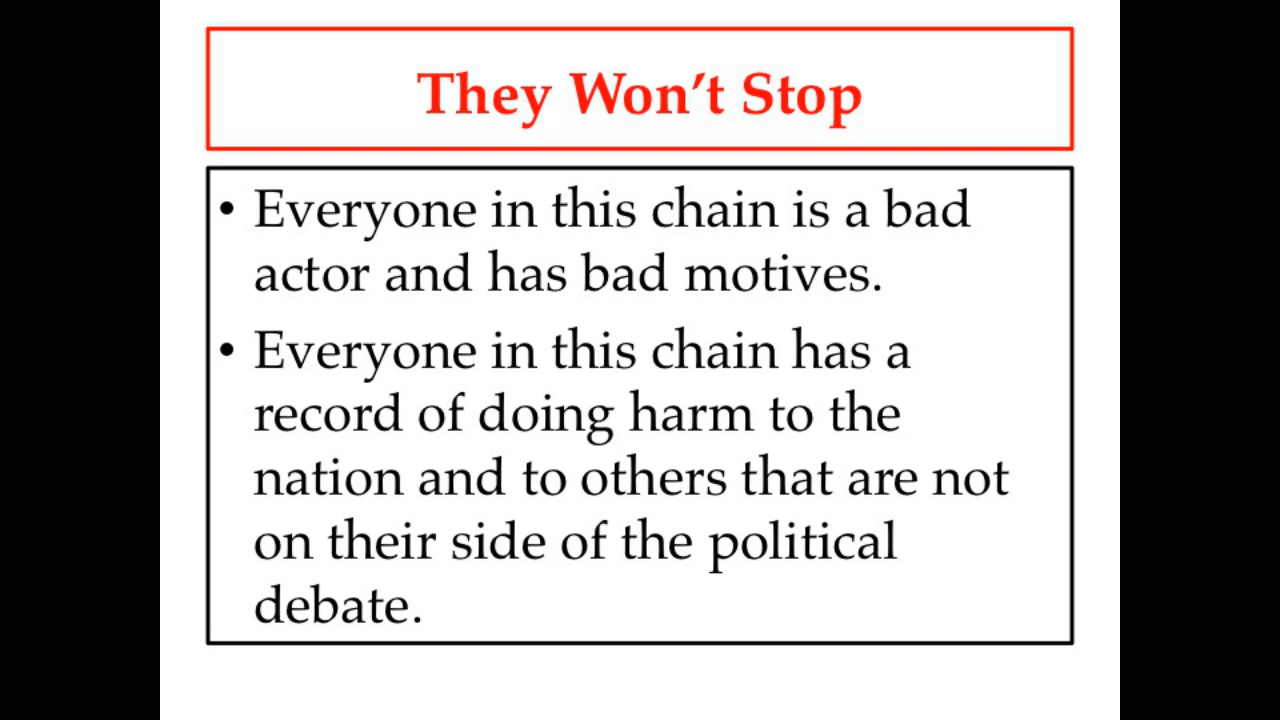 They Won’t Stop
• Everyone in this chain is a bad
actor and has bad motives.
• Everyone in this chain has a
record of doing harm to the
nation and to others that are not
on their side of the political
debate.